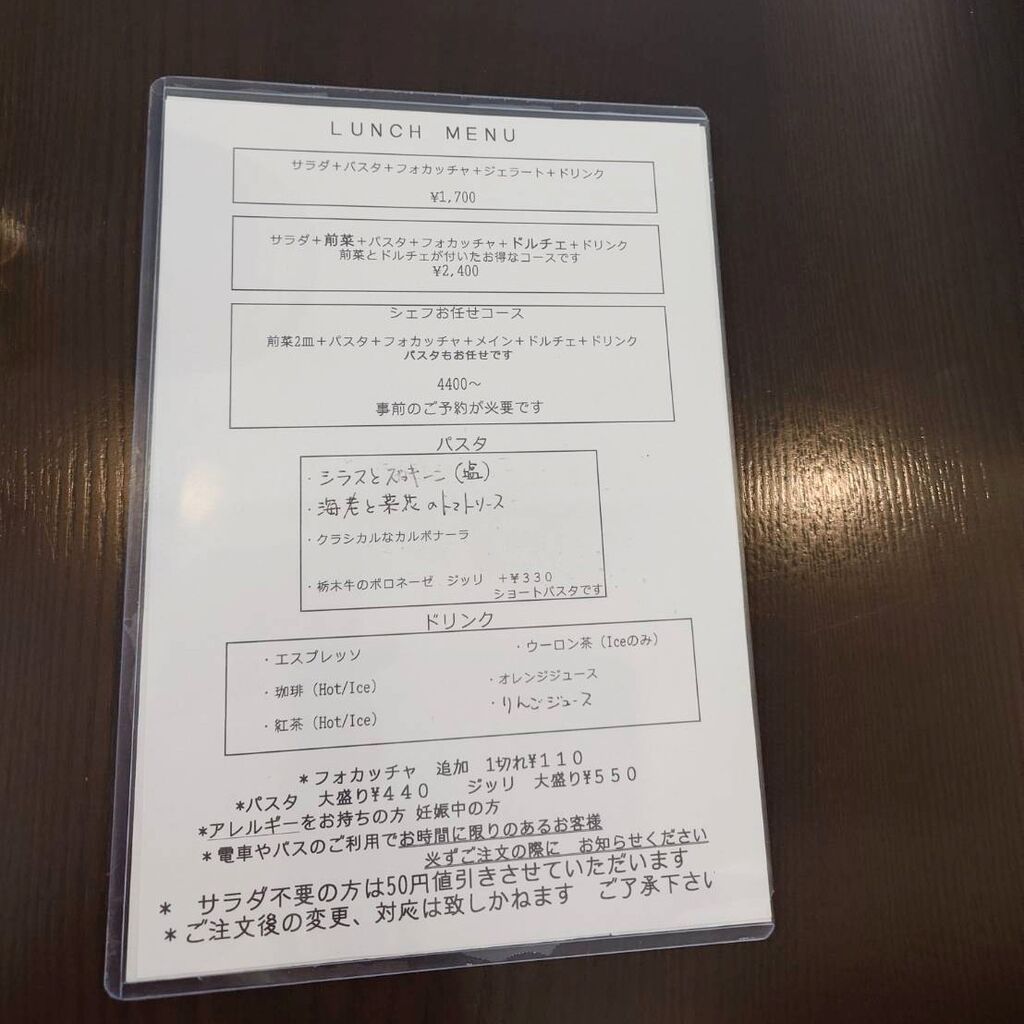 LUNCH MENU
サラダ＋パスタ＋フォカッチャ＋ジェラート＋ドリンク
¥1,700
サラダ＋前菜＋パスタ＋フォカッチャ＋ドルチェ＋ドリンク
前菜とドルチェが付いたお得なコースです
¥2,400
シェフお任せコース
前菜2皿＋パスタ＋フォカッチャ＋メイン＋ドルチェ＋ドリンク
パスタもお任せです
4400～
事前のご予約が必要です
パスタ
・シラスとズッキーニ（塩）
・海老と菜花のトマトソース
・クラシカルなカルボナーラ
・栃木牛のボロネーゼ　ジッリ　＋¥３３０
ショートパスタです
ドリンク
・エスプレッソ
・珈琲（Hot/Ice）
・紅茶（Hot/Ice）
・ウーロン茶（Iceのみ）
・オレンジジュース
・りんごジュース
＊フォカッチャ　追加　1切れ¥１１０
＊パスタ　大盛り¥４４０　ジッリ　大盛り¥５５０
＊アレルギーをお持ちの方 妊娠中の方
＊電車やバスのご利用でお時間に限りのあるお客様
必ずご注文の際に　お知らせください
＊　サラダ不要の方は50円値引きさせていただいます
＊ご注文後の変更、対応は致しかねます　ご了承下さい